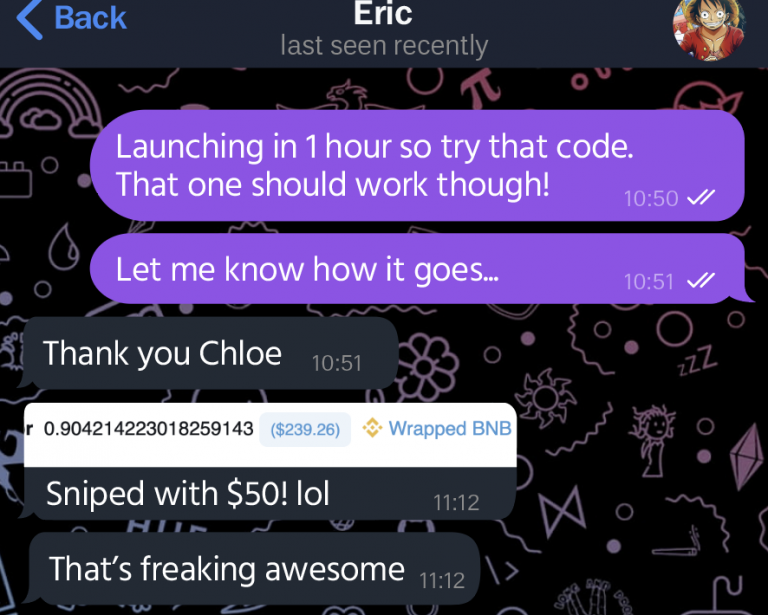 Back
Eric
last seen recently
Launching in 1 hour so try that code.
That one should work though!
10:50
Let me know how it goes...
10:51
Thank you Chloe
10:51
r 0.904214223018259143 ($239.26) Wrapped BNB
Sniped with $50! lol
11:12
That's freaking awesome
11:12